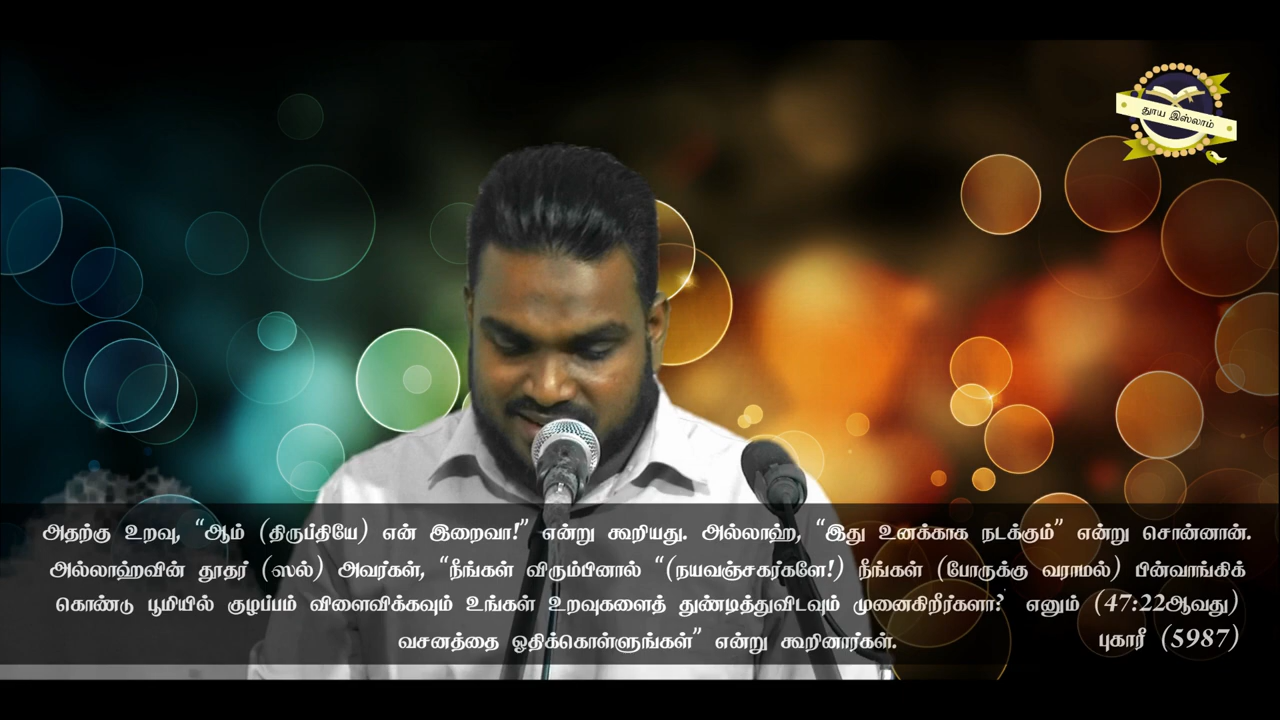 தூய இஸ்லாம்
அதற்கு உறவு, “ஆம் (திருப்தியே) என் இறைவா!” என்று கூறியது. அல்லாஹ், “இது உனக்காக நடக்கும்” என்று சொன்னான்.
அல்லாஹ்வின் தூதர் (ஸல்) அவர்கள், “நீங்கள் விரும்பினால் “(நயவஞ்சகர்களே!) நீங்கள் (போருக்கு வராமல்) பின்வாங்கிக்
கொண்டு பூமியில் குழப்பம் விளைவிக்கவும் உங்கள் உறவுகளைத் துண்டித்துவிடவும் முனைகிறீர்களா? எனும் (47:22ஆவது)
வசனத்தை ஓதிக்கொள்ளுங்கள்” என்று கூறினார்கள். புகாரீ (5987)